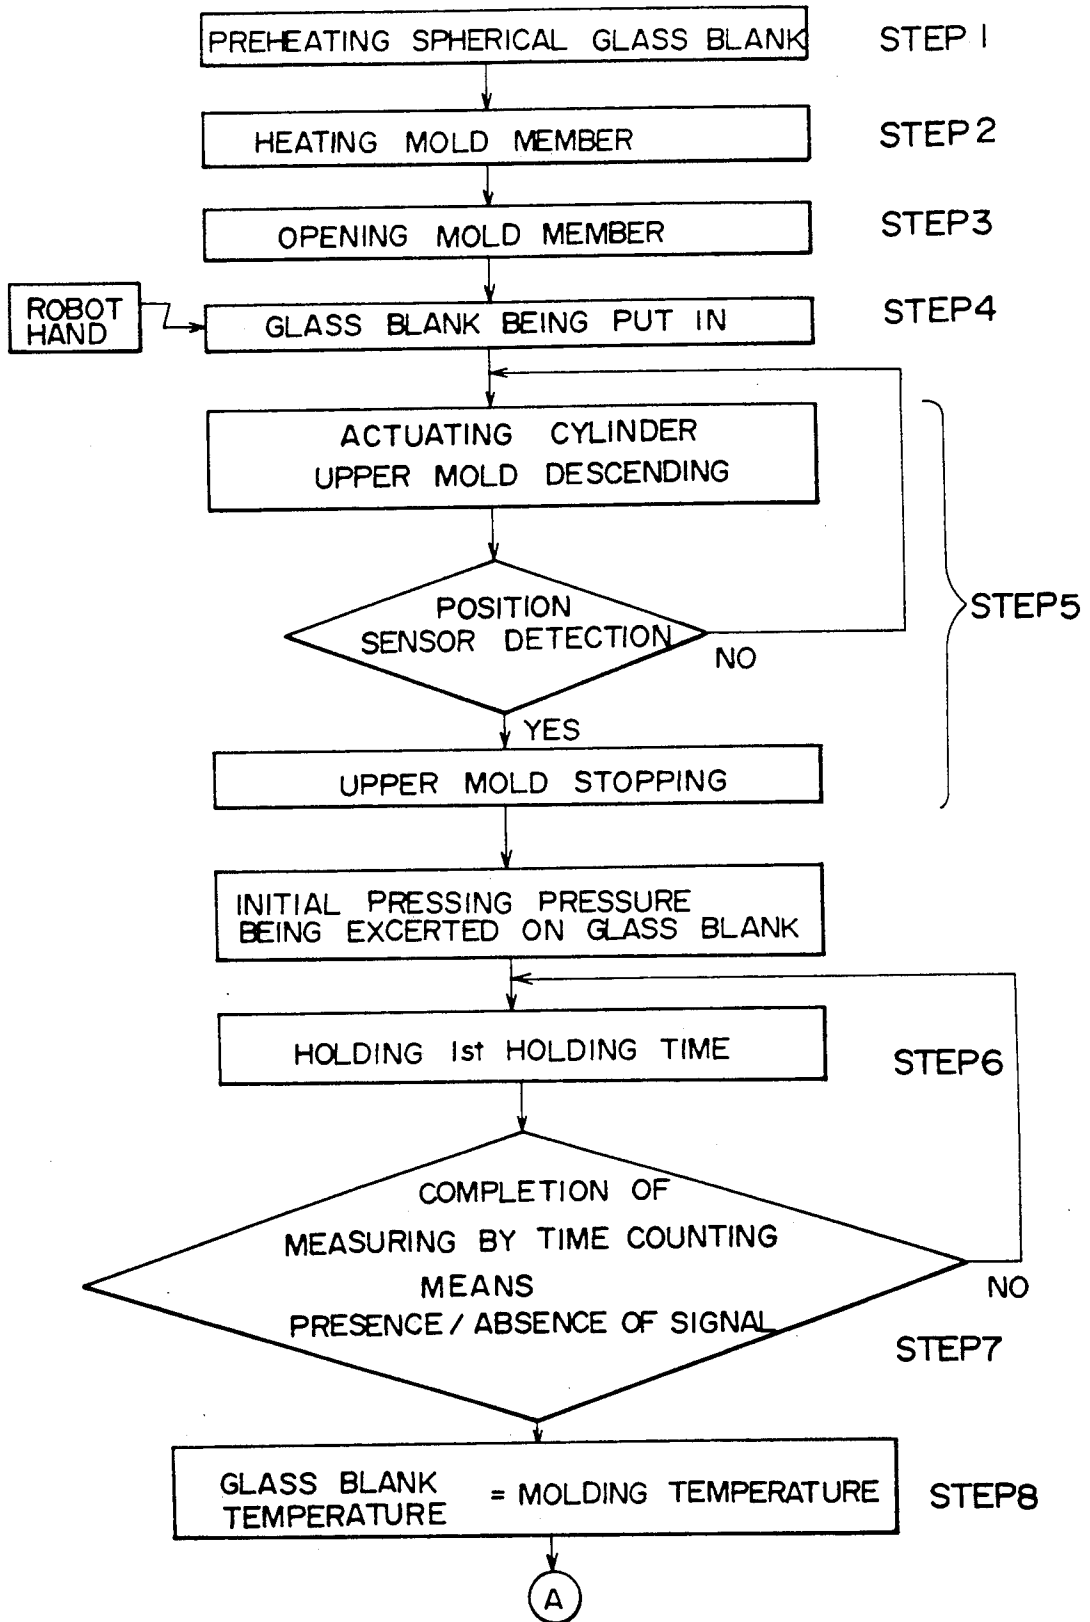 PREHEATING SPHERICAL GLASS BLANK
STEP 1
HEATING MOLD MEMBER
STEP 2
OPENING MOLD MEMBER
STEP3
ROBOT
HAND
GLASS BLANK BEING PUT IN
STEP4
ACTUATING CYLINDER
UPPER MOLD DESCENDING
POSITION
SENSOR DETECTION
NO
STEP5
YES
UPPER MOLD STOPPING
INITIAL PRESSING PRESSURE
BEING EXCERTED ON GLASS BLANK
HOLDING 1st HOLDING TIME
STEP6
COMPLETION OF
MEASURING BY TIME COUNTING
MEANS
PRESENCE / ABSENCE OF SIGNAL
NO
STEP7
GLASS BLANK
TEMPERATURE
= MOLDING TEMPERATURE
STEP8
A